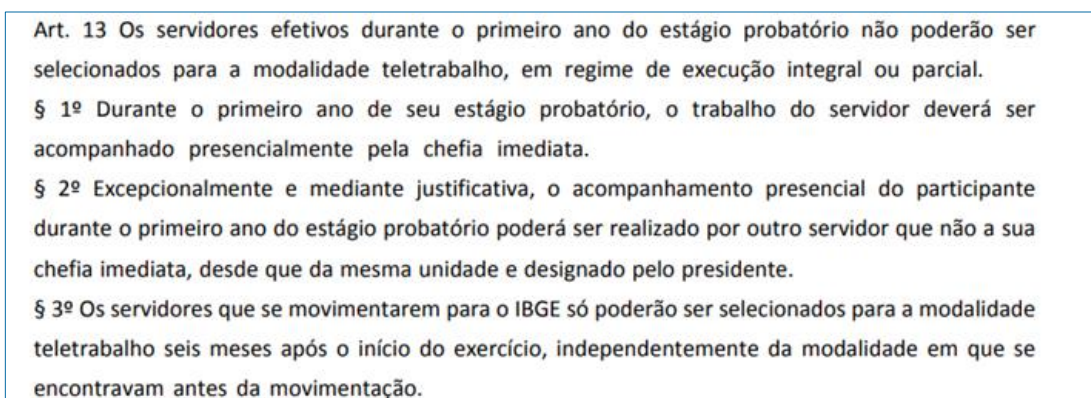 Art. 13 Os servidores efetivos durante o primeiro ano do estágio probatório não poderão ser
selecionados para a modalidade teletrabalho, em regime de execução integral ou parcial.
§ 1º Durante o primeiro ano de seu estágio probatório, o trabalho do servidor deverá ser
acompanhado presencialmente pela chefia imediata.
§ 2º Excepcionalmente e mediante justificativa, o acompanhamento presencial do participante
durante o primeiro ano do estágio probatório poderá ser realizado por outro servidor que não a sua
chefia imediata, desde que da mesma unidade e designado pelo presidente.
§ 3º Os servidores que se movimentarem para o IBGE só poderão ser selecionados para a modalidade
teletrabalho seis meses após o início do exercício, independentemente da modalidade em que se
encontravam antes da movimentação.